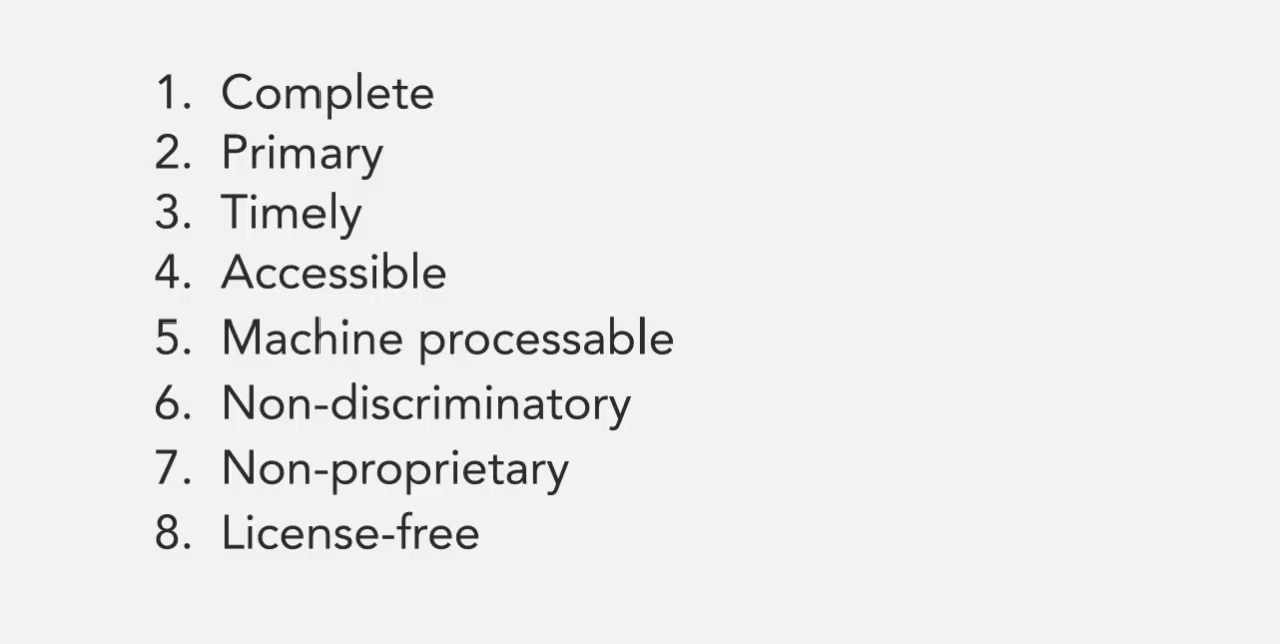 1. Complete
2. Primary
3. Timely
4. Accessible
5. Machine processable
6. Non-discriminatory
7. Non-proprietary
8. License-free